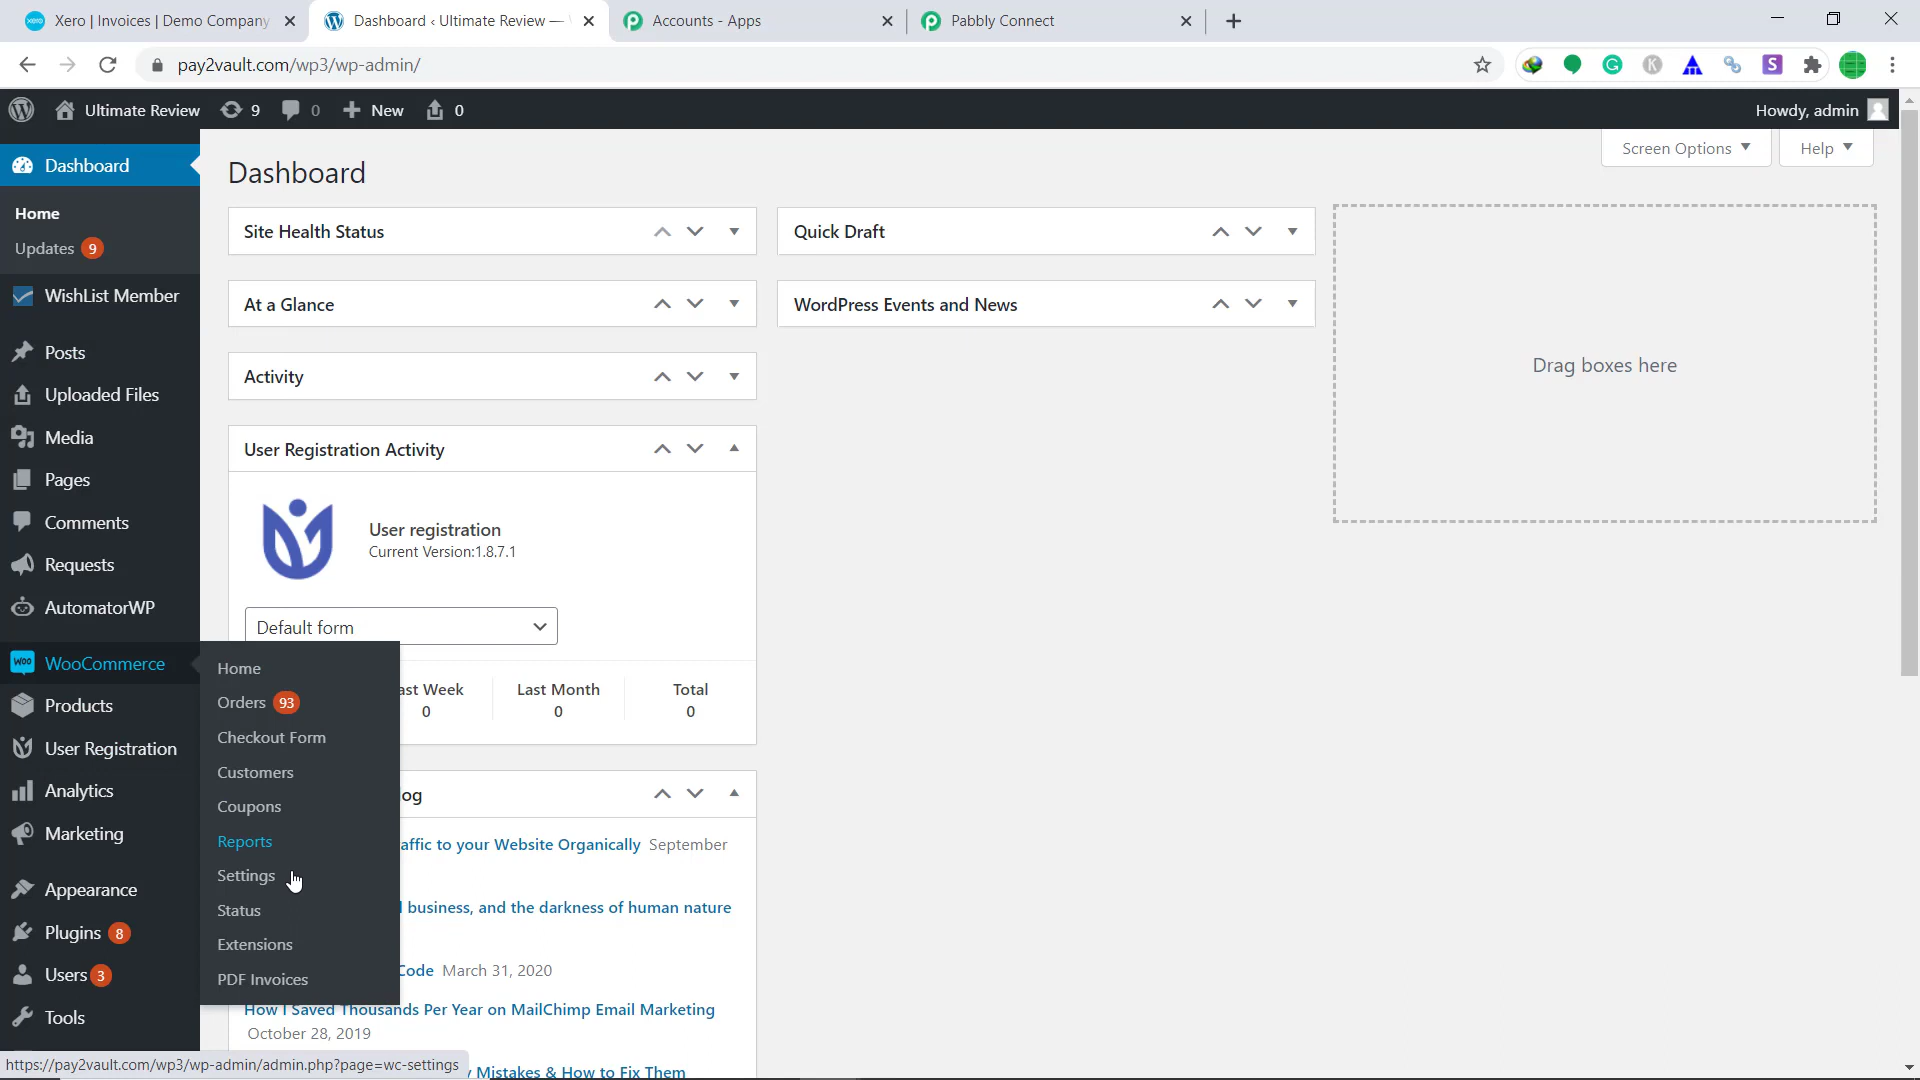 Xero | Invoices | Demo Company
Dashboard ‹ Ultimate Review —
Accounts - Apps
Pabbly Connect
pay2vault.com/wp3/wp-admin/
Ultimate Review
9
0
New
0
Howdy, admin
Dashboard
Home
Updates 9
WishList Member
Posts
Uploaded Files
Media
Pages
Comments
Requests
AutomatorWP
WooCommerce
Products
User Registration
Analytics
Marketing
Appearance
Plugins 8
Users 3
Tools
Home
Orders 93
Checkout Form
Customers
Coupons
Reports
Settings
Status
Extensions
PDF Invoices
Dashboard
Screen Options
Help
Site Health Status
At a Glance
Activity
User Registration Activity
User registration
Current Version:1.8.7.1
Default form
ast Week
0
Last Month
0
Total
0
Quick Draft
WordPress Events and News
Drag boxes here
log
affic to your Website Organically September
l business, and the darkness of human nature
Code March 31, 2020
How I Saved Thousands Per Year on MailChimp Email Marketing
October 28, 2019
Mistakes & How to Fix Them
https://pay2vault.com/wp3/wp-admin/admin.php?page=wc-settings